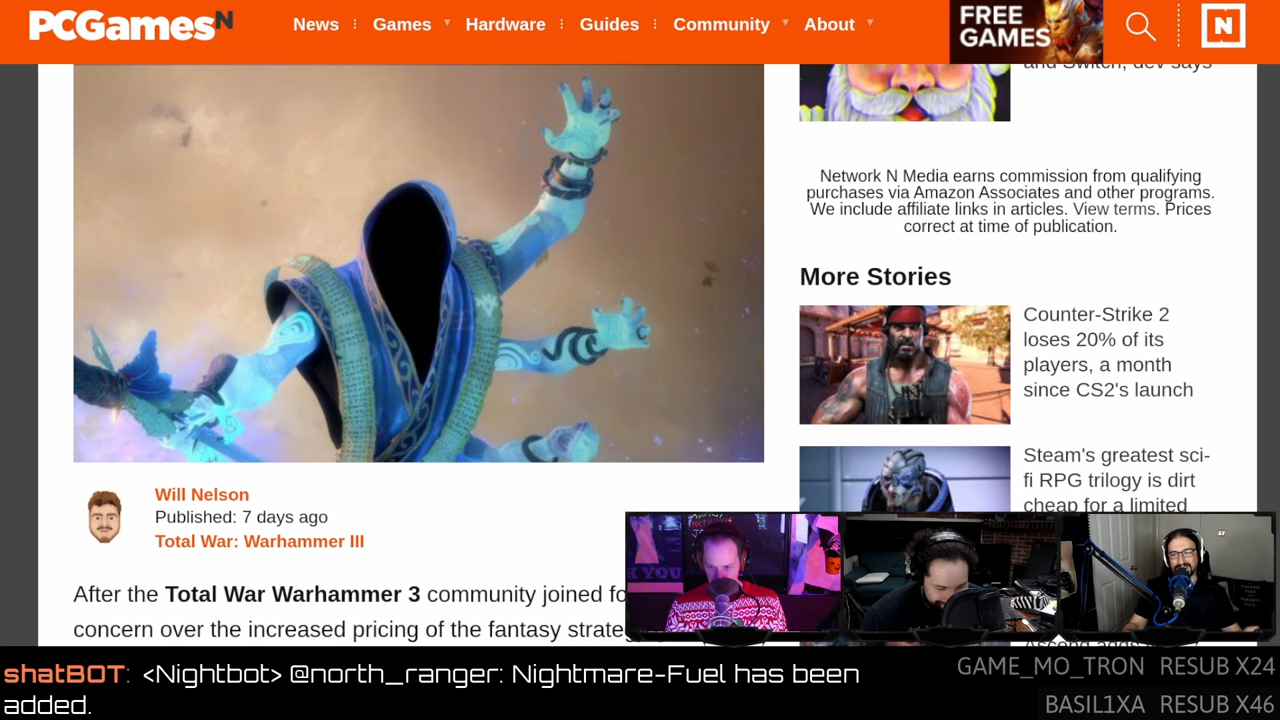 PCGamesN
News
Games
Hardware
Guides
Community
About
FREE
GAMES
N
and Switch, dev says
Network N Media earns commission from qualifying
purchases via Amazon Associates and other programs.
We include affiliate links in articles. View terms. Prices
correct at time of publication.
More Stories
Counter-Strike 2
loses 20% of its
players, a month
since CS2's launch
Steam's greatest sci-
fi RPG trilogy is dirt
cheap for a limited
Will Nelson
Published: 7 days ago
Total War: Warhammer III
After the Total War Warhammer 3 community joined fo
concern over the increased pricing of the fantasy strate
shatBOT: <Nightbot> @north_ranger: Nightmare-Fuel has been
added.
GAME_MO_TRON RESUB X24
BASIL1XA RESUB X46